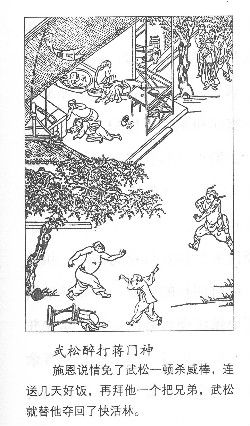 武松醉打蒋门神
施恩说情免了武松一顿杀威棒，连
送几天好饭，再拜他一个把兄弟，武松
就替他夺回了快活林。